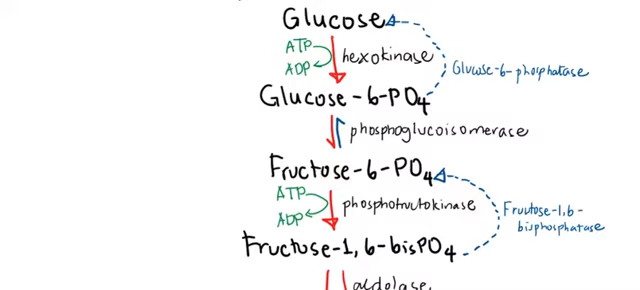 Glucose
ATP
ADP
hexokinase
Glucose-6-phosphatase
Glucose-6-PO4
phosphoglucoisomerase
Fructose-6-PO4
ATP
ADP
phosphofructokinase
Fructose-1,6-
bisphosphatase
Fructose-1,6-bisPO4
aldolase